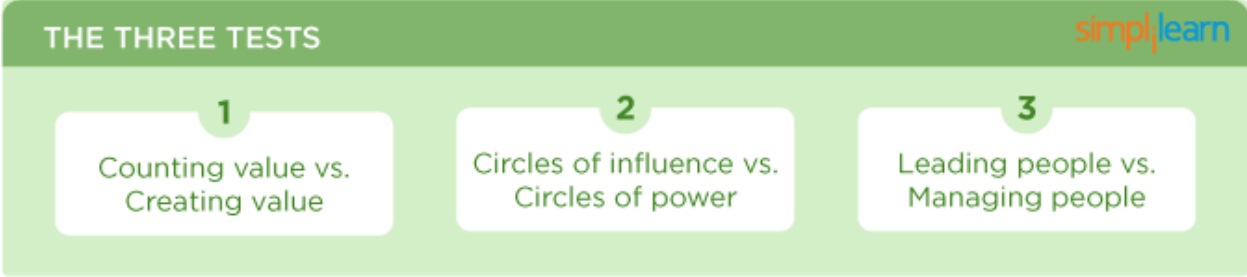 THE THREE TESTS
simplilearn
1
Counting value vs.
Creating value
2
Circles of influence vs.
Circles of power
3
Leading people vs.
Managing people